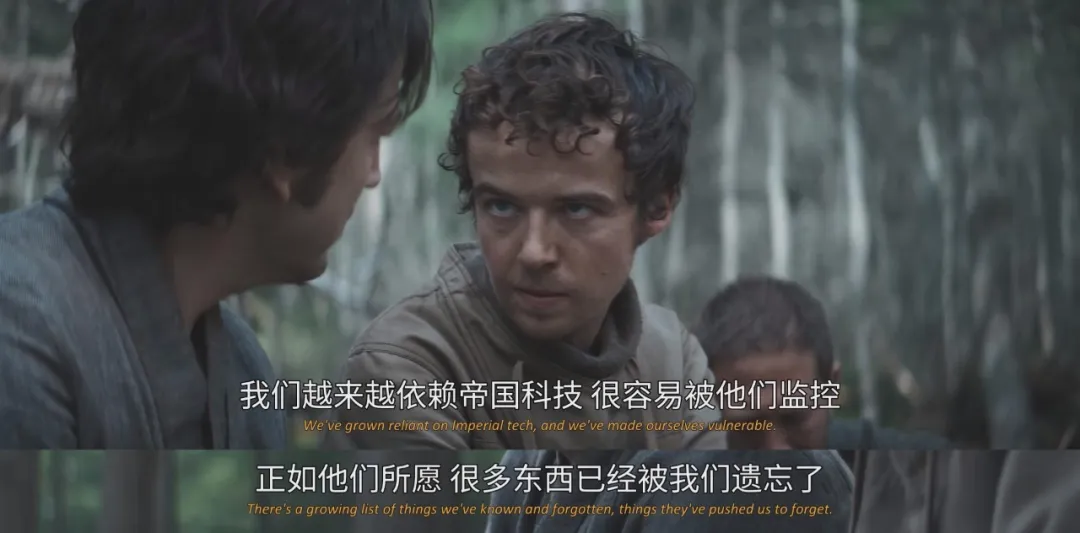 我们越来越依赖帝国科技 很容易被他们监控
We've grown reliant on Imperial tech, and we've made ourselves vulnerable.
正如他们所愿 很多东西已经被我们遗忘了
There's a growing list of things we've known and forgotten, things they've pushed us to forget.